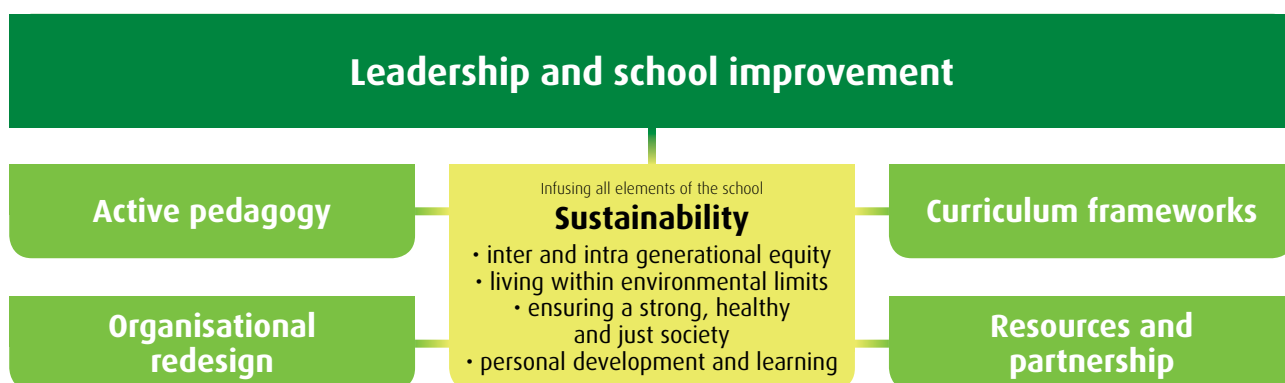 Leadership and school improvement
Active pedagogy
Infusing all elements of the school
Sustainability
• inter and intra generational equity
• living within environmental limits
• ensuring a strong, healthy
and just society
• personal development and learning
Curriculum frameworks
Organisational
redesign
Resources and
partnership